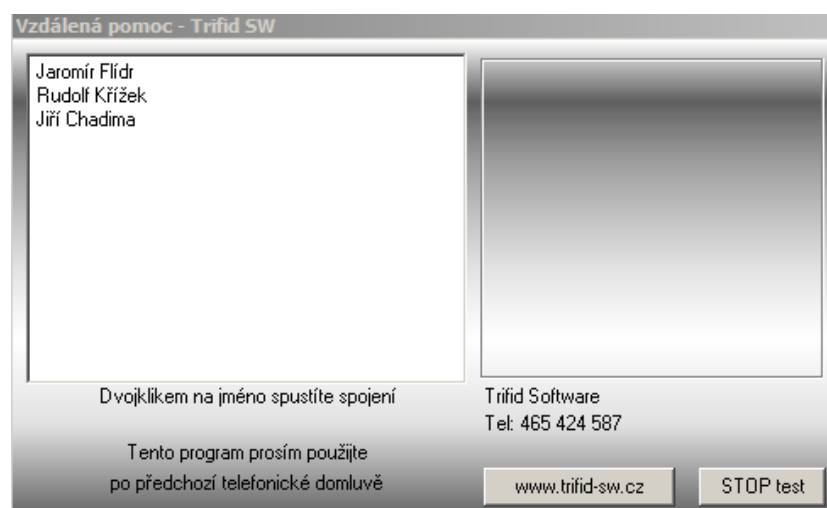 Vzdálená pomoc - Trifid SW
Jaromír Flídr
Rudolf Křížek
Jiří Chadima
Dvojklikem na jméno spustíte spojení
Tento program prosím použijte
po předchozí telefonické domluvě
Trifid Software
Tel: 465 424 587
www.trifid-sw.cz
STOP test